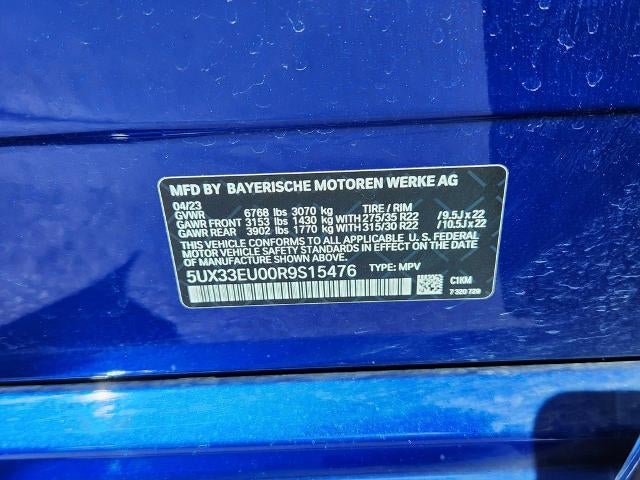 MFD BY BAYERISCHE MOTOREN WERKE AG
04/23 TIRE / RIM
GVWR 6768 lbs 3070 kg
GAWR FRONT 3153 lbs 1430 kg WITH 275/35 R22 /9.5J x 22
GAWR REAR 3902 lbs 1770 kg WITH 315/30 R22 /10.5J x 22
THIS VEHICLE CONFORMS TO ALL APPLICABLE U. S. FEDERAL
MOTOR VEHICLE SAFETY STANDARDS IN EFFECT ON THE DATE
OF MANUFACTURE SHOWN ABOVE.
5UX33EU00R9S15476 TYPE: MPV
C1KM
7 320 729